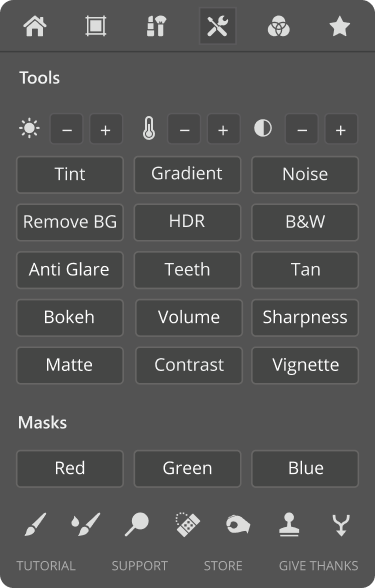 Tools
− + − + − +
Tint Gradient Noise
Remove BG HDR B&W
Anti Glare Teeth Tan
Bokeh Volume Sharpness
Matte Contrast Vignette
Masks
Red Green Blue
TUTORIAL SUPPORT STORE GIVE THANKS